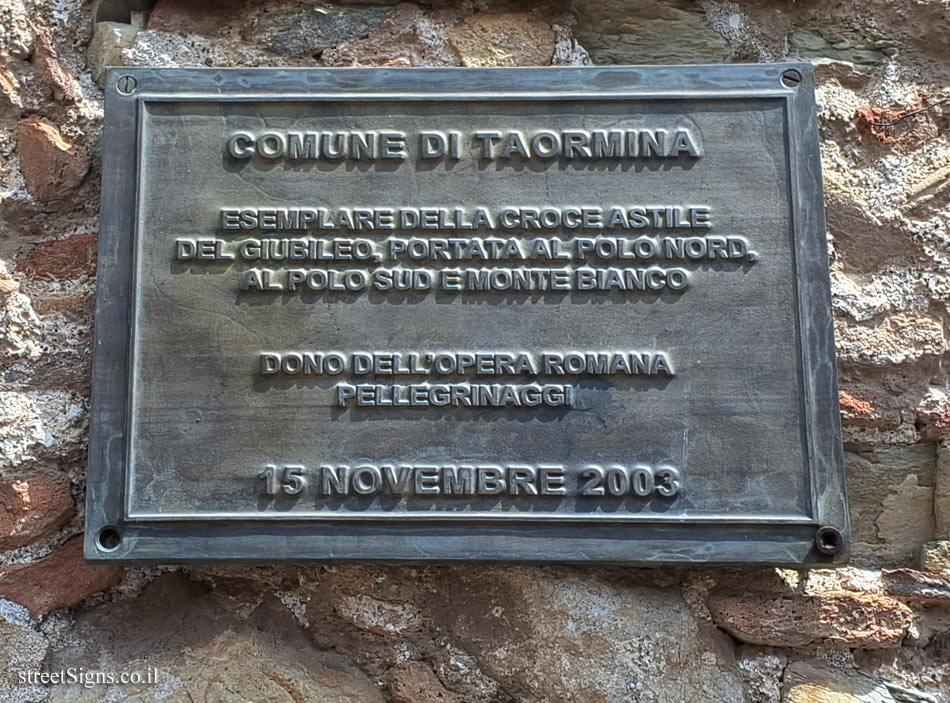 COMUNE DI TAORMINA
ESEMPLARE DELLA CROCE ASTILE
DEL GIUBILEO, PORTATA AL POLO NORD,
AL POLO SUD E MONTE BIANCO
DONO DELL'OPERA ROMANA
PELLEGRINAGGI
15 NOVEMBRE 2003
streetSigns.co.il